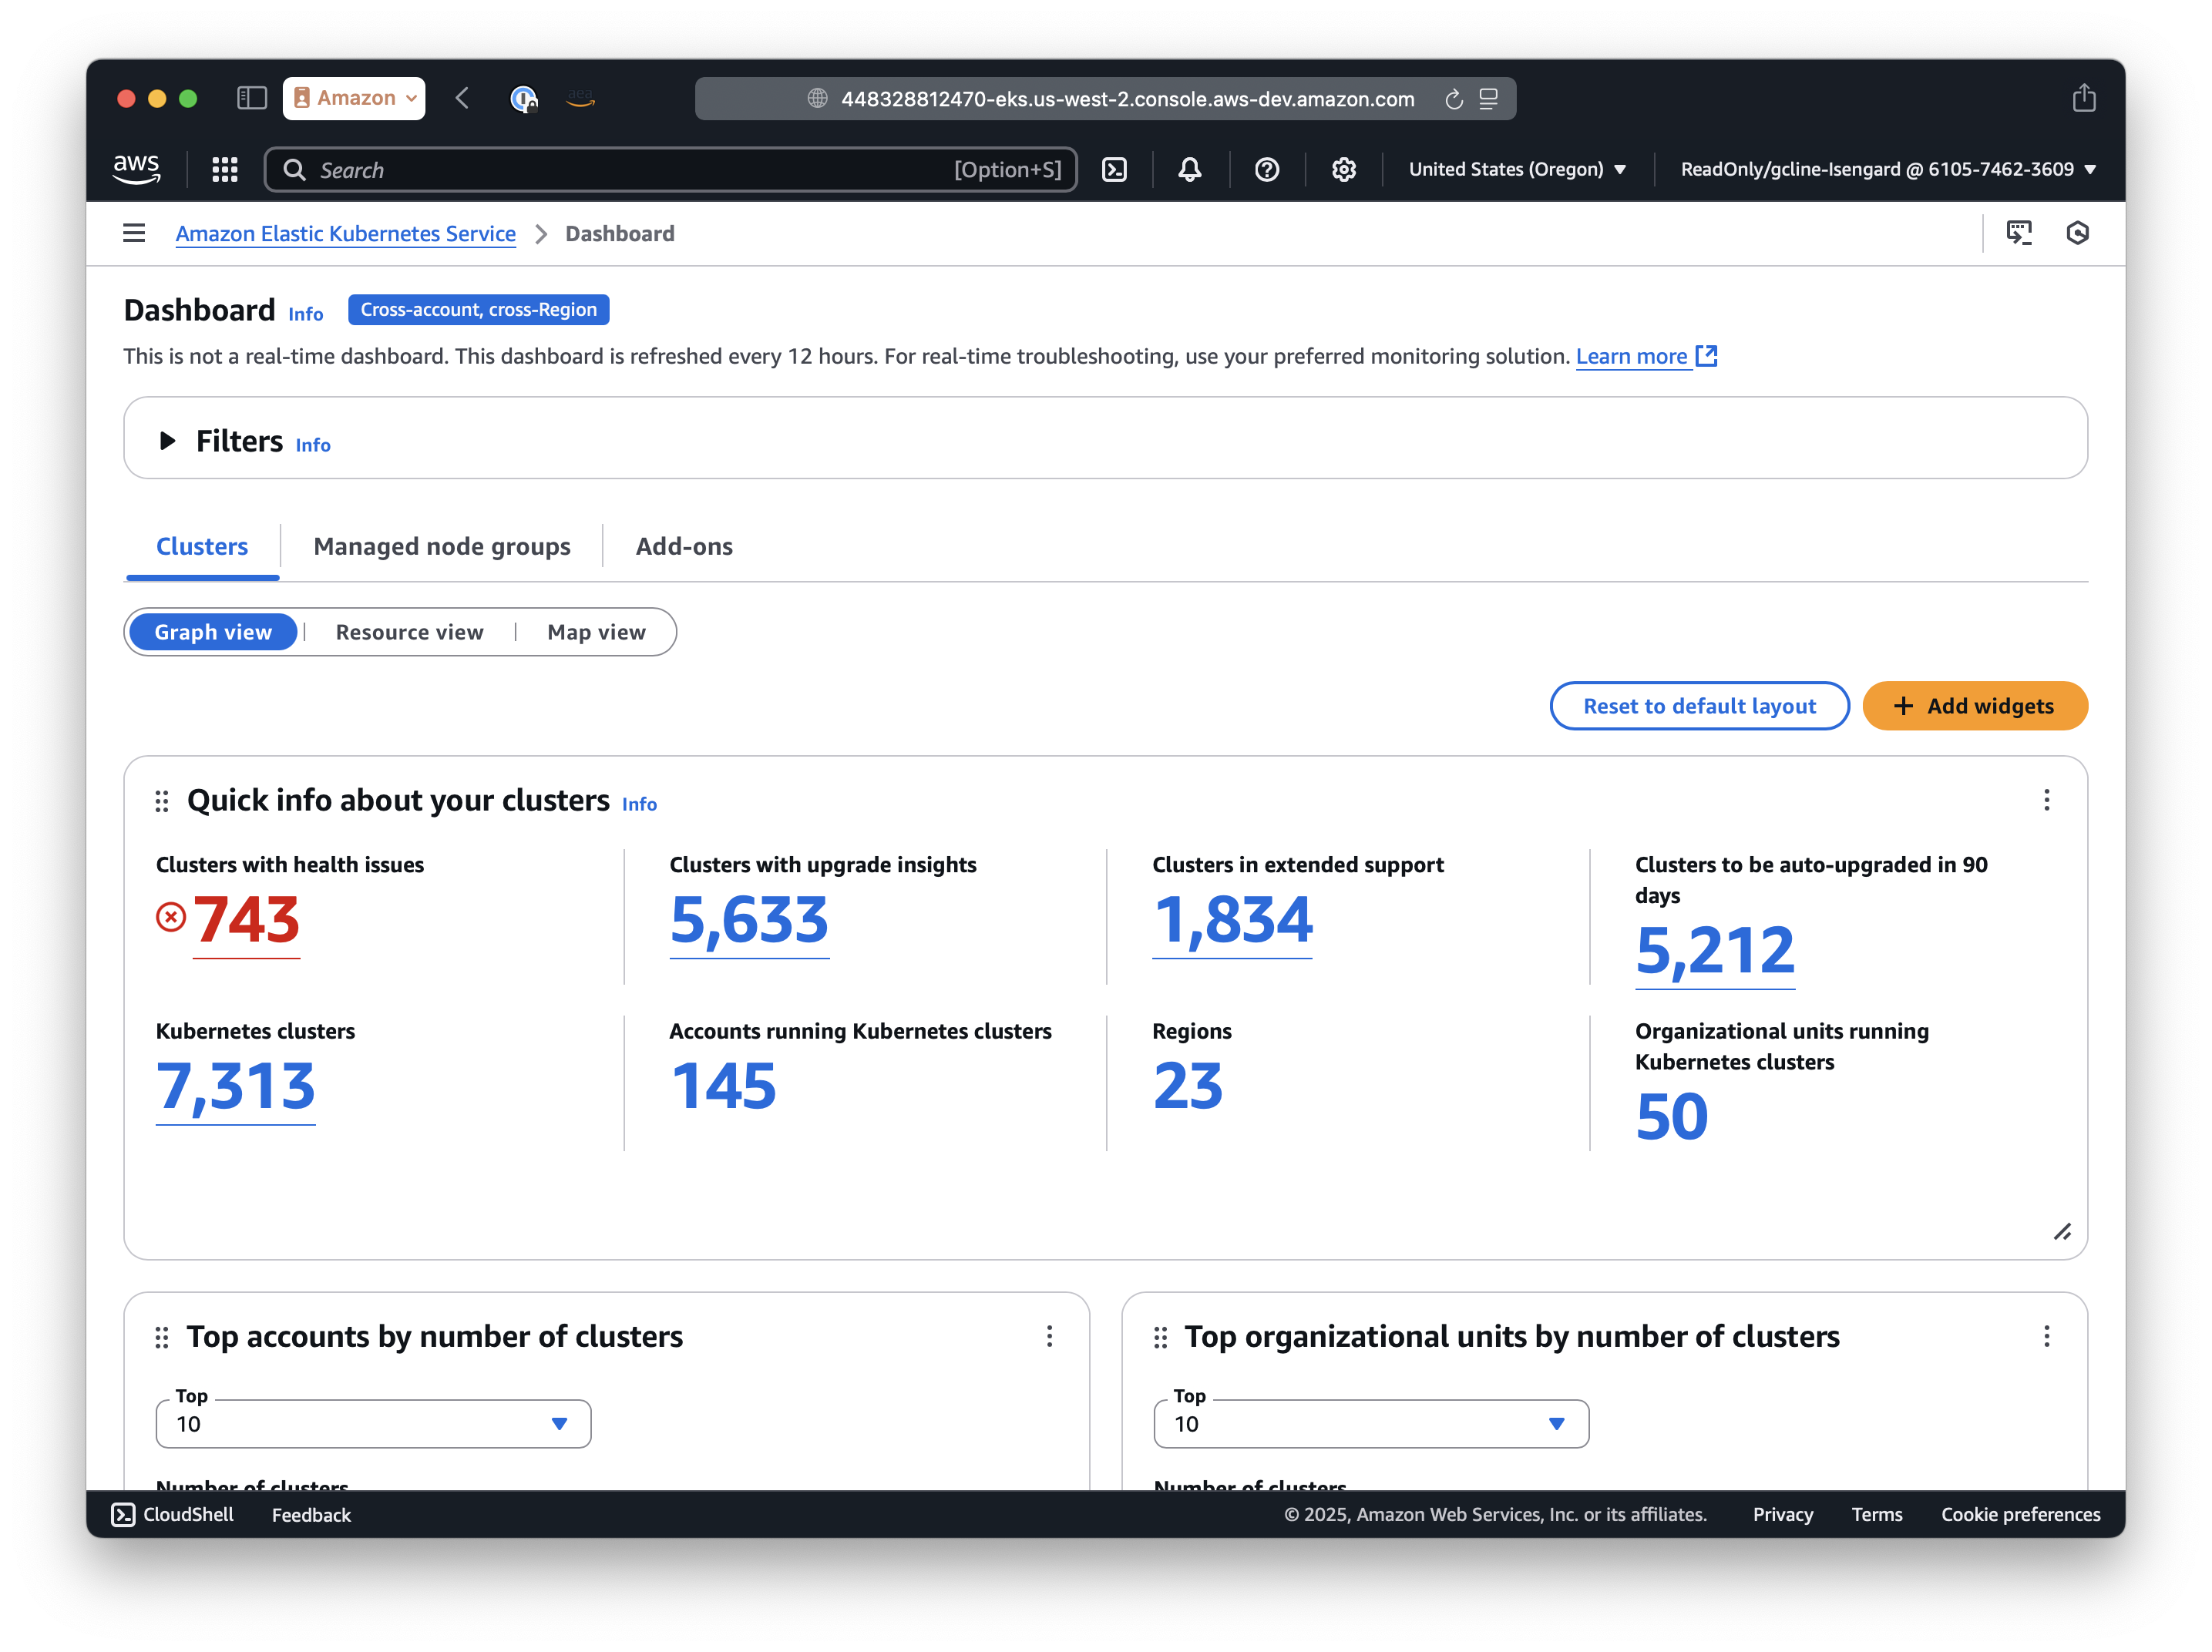 Amazon
aea
448328812470-eks.us-west-2.console.aws-dev.amazon.com
aws
Search
[Option+S]
United States (Oregon)
ReadOnly/gcline-Isengard @ 6105-7462-3609
Amazon Elastic Kubernetes Service
Dashboard
Dashboard Info
Cross-account, cross-Region
This is not a real-time dashboard. This dashboard is refreshed every 12 hours. For real-time troubleshooting, use your preferred monitoring solution. Learn more
Filters Info
Clusters
Managed node groups
Add-ons
Graph view
Resource view
Map view
Reset to default layout
+ Add widgets
Quick info about your clusters Info
Clusters with health issues
743
Clusters with upgrade insights
5,633
Clusters in extended support
1,834
Clusters to be auto-upgraded in 90
days
5,212
Kubernetes clusters
7,313
Accounts running Kubernetes clusters
145
Regions
23
Organizational units running
Kubernetes clusters
50
Top accounts by number of clusters
Top
10
Number of clusters
Top organizational units by number of clusters
Top
10
Number of clusters
CloudShell
Feedback
© 2025, Amazon Web Services, Inc. or its affiliates.
Privacy
Terms
Cookie preferences